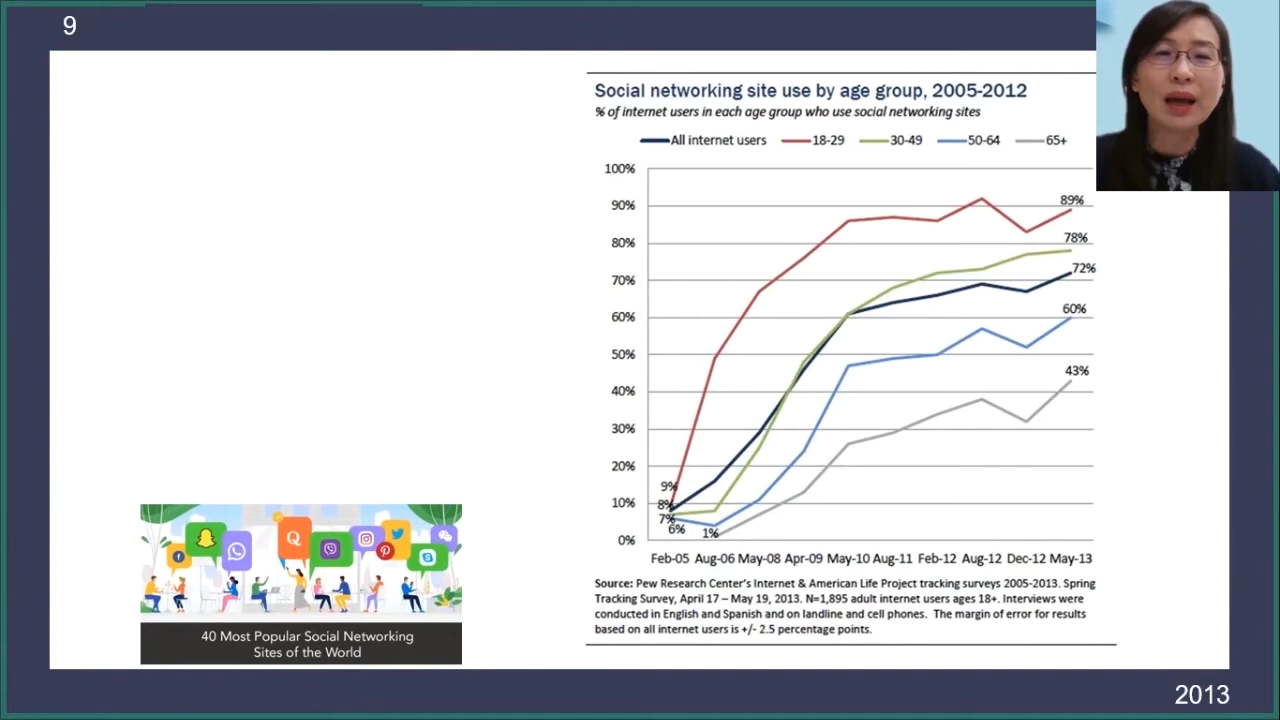 9
Social networking site use by age group, 2005-2012
% of internet users in each age group who use social networking sites
All internet users 18-29 30-49 50-64 65+
100%
90%
80%
70%
60%
50%
40%
30%
20%
10%
0%
89%
78%
72%
60%
43%
9%
8%
7%
6%
1%
Feb-05 Aug-06 May-08 Apr-09 May-10 Aug-11 Feb-12 Aug-12 Dec-12 May-13
Source: Pew Research Center's Internet & American Life Project tracking surveys 2005-2013. Spring
Tracking Survey, April 17 – May 19, 2013. N=1,895 adult internet users ages 18+. Interviews were
conducted in English and Spanish and on landline and cell phones. The margin of error for results
based on all internet users is +/- 2.5 percentage points.
Q
40 Most Popular Social Networking
Sites of the World
2013